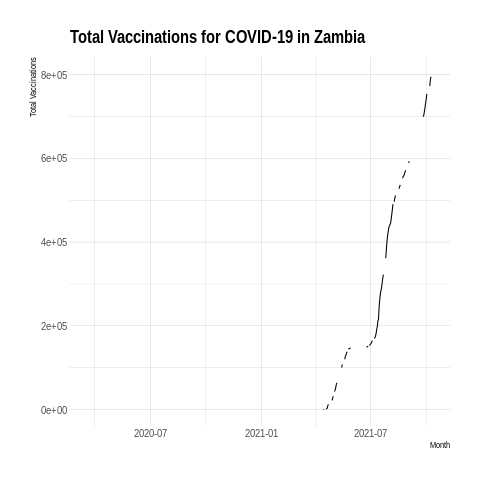 Total Vaccinations for COVID-19 in Zambia
Total Vaccinations
8e+05
6e+05
4e+05
2e+05
0e+00
2020-07
2021-01
2021-07
Month